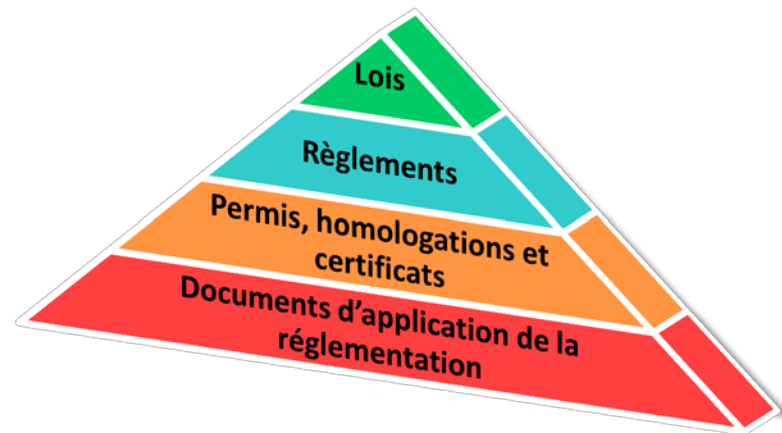 Lois
Règlements
Permis, homologations et
certificats
Documents d’application de la
réglementation